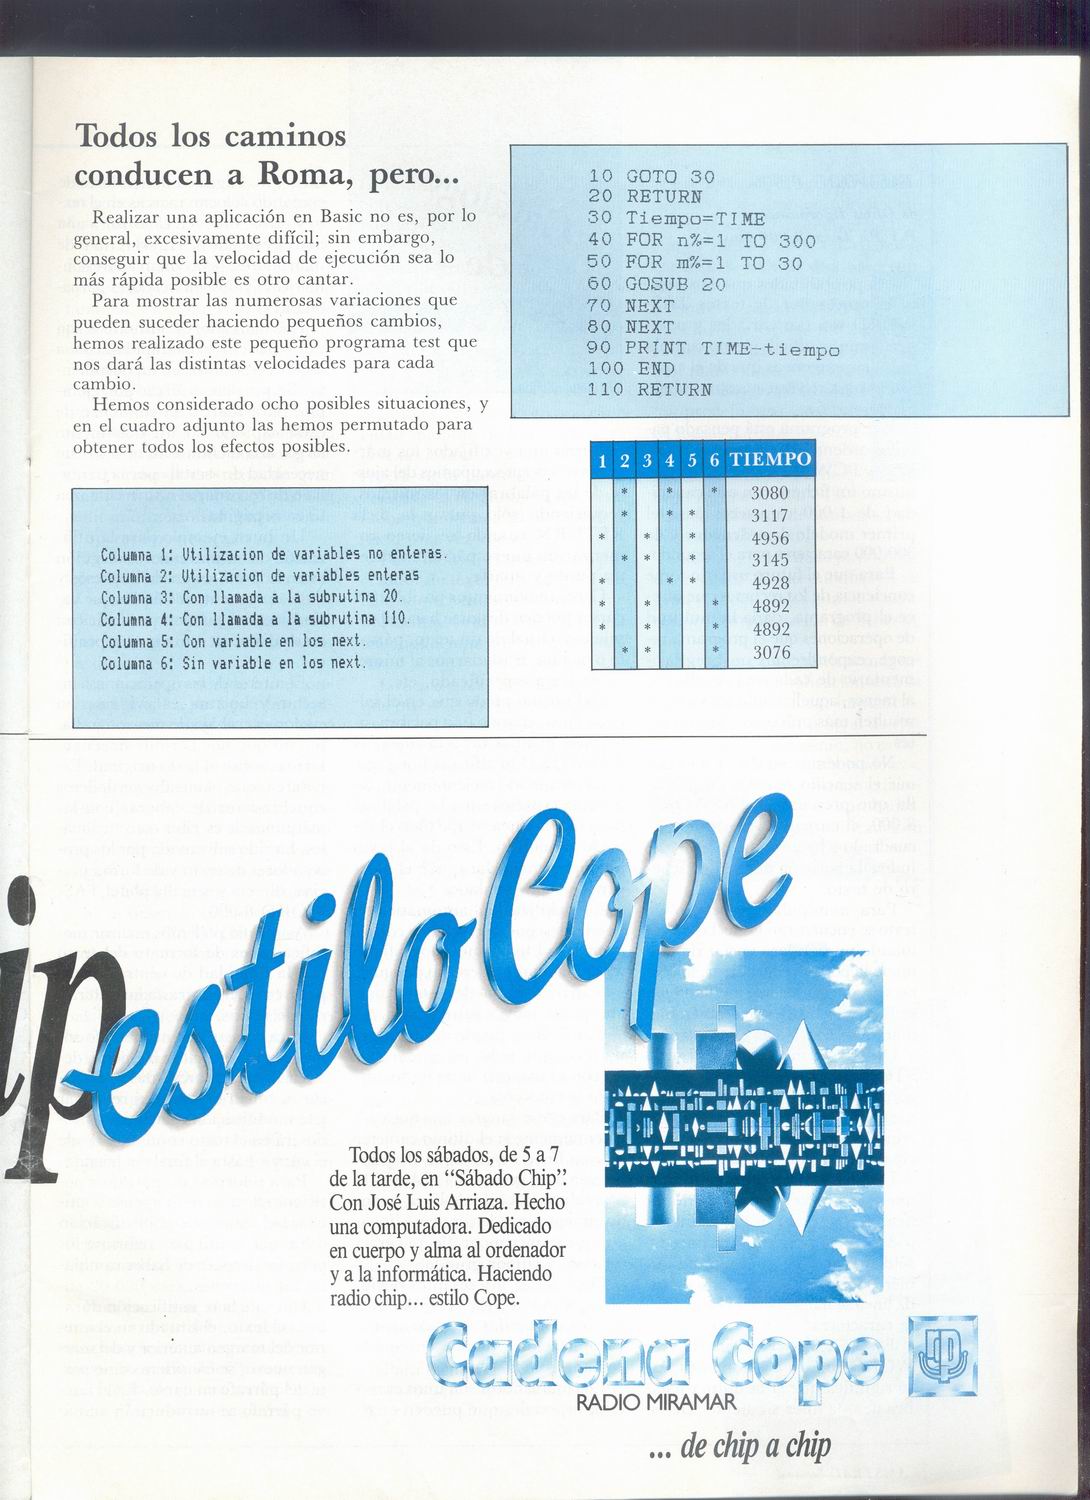 Todos los caminos
conducen a Roma, pero...
Realizar una aplicación en Basic no es, por lo
general, excesivamente difícil; sin embargo,
conseguir que la velocidad de ejecución sea lo
más rápida posible es otro cantar.
Para mostrar las numerosas variaciones que
pueden suceder haciendo pequeños cambios,
hemos realizado este pequeño programa test que
nos dará las distintas velocidades para cada
cambio.
Hemos considerado ocho posibles situaciones, y
en el cuadro adjunto las hemos permutado para
obtener todos los efectos posibles.
10 GOTO 30
20 RETURN
30 Tiempo=TIME
40 FOR n%=1 TO 300
50 FOR m%=1 TO 30
60 GOSUB 20
70 NEXT
80 NEXT
90 PRINT TIME-tiempo
100 END
110 RETURN
Columna 1: Utilizacion de variables no enteras.
Columna 2: Utilizacion de variables enteras
Columna 3: Con llamada a la subrutina 20.
Columna 4: Con llamada a la subrutina 110.
Columna 5: Con variable en los next.
Columna 6: Sin variable en los next.
1 2 3 4 5 6 TIEMPO
* * * 3080
* * * 3117
* * * 4956
* * * 3145
* * * 4928
* * * 4892
* * * 4892
* * * 3076
ip estilo Cope
Todos los sábados, de 5 a 7
de la tarde, en “Sábado Chip”.
Con José Luis Arriaza. Hecho
una computadora. Dedicado
en cuerpo y alma al ordenador
y a la informática. Haciendo
radio chip... estilo Cope.
Cadena Cope
RADIO MIRAMAR
... de chip a chip